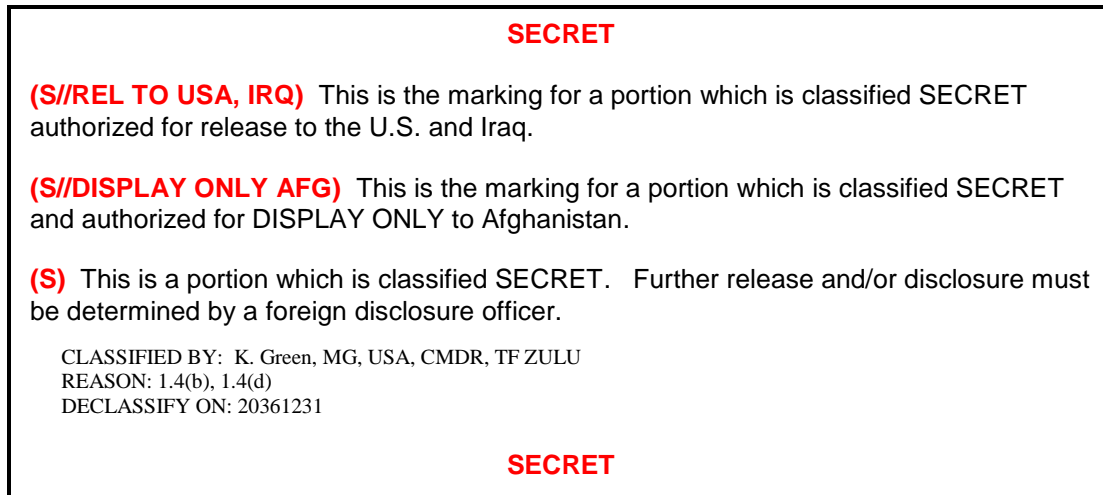 SECRET
(S//REL TO USA, IRQ) This is the marking for a portion which is classified SECRET
authorized for release to the U.S. and Iraq.
(S//DISPLAY ONLY AFG) This is the marking for a portion which is classified SECRET
and authorized for DISPLAY ONLY to Afghanistan.
(S) This is a portion which is classified SECRET. Further release and/or disclosure must
be determined by a foreign disclosure officer.
CLASSIFIED BY: K. Green, MG, USA, CMDR, TF ZULU
REASON: 1.4(b), 1.4(d)
DECLASSIFY ON: 20361231
SECRET